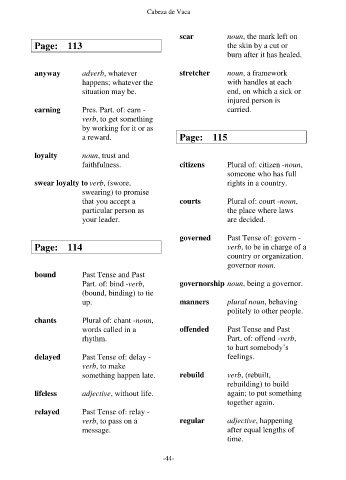 Cabeza de Vaca
Page: 113
anyway adverb, whatever
happens; whatever the
situation may be.
earning Pres. Part. of: earn -
verb, to get something
by working for it or as
a reward.
loyalty noun, trust and
faithfulness.
swear loyalty to verb, (swore,
swearing) to promise
that you accept a
particular person as
your leader.
Page: 114
bound Past Tense and Past
Part. of: bind -verb,
(bound, binding) to tie
up.
chants Plural of: chant -noun,
words called in a
rhythm.
delayed Past Tense of: delay -
verb, to make
something happen late.
lifeless adjective, without life.
relayed Past Tense of: relay -
verb, to pass on a
message.
scar noun, the mark left on
the skin by a cut or
burn after it has healed.
stretcher noun, a framework
with handles at each
end, on which a sick or
injured person is
carried.
Page: 115
citizens Plural of: citizen -noun,
someone who has full
rights in a country.
courts Plural of: court -noun,
the place where laws
are decided.
governed Past Tense of: govern -
verb, to be in charge of a
country or organization.
governor noun.
governorship noun, being a governor.
manners plural noun, behaving
politely to other people.
offended Past Tense and Past
Part. of: offend -verb,
to hurt somebody's
feelings.
rebuild verb, (rebuilt,
rebuilding) to build
again; to put something
together again.
regular adjective, happening
after equal lengths of
time.
-44-